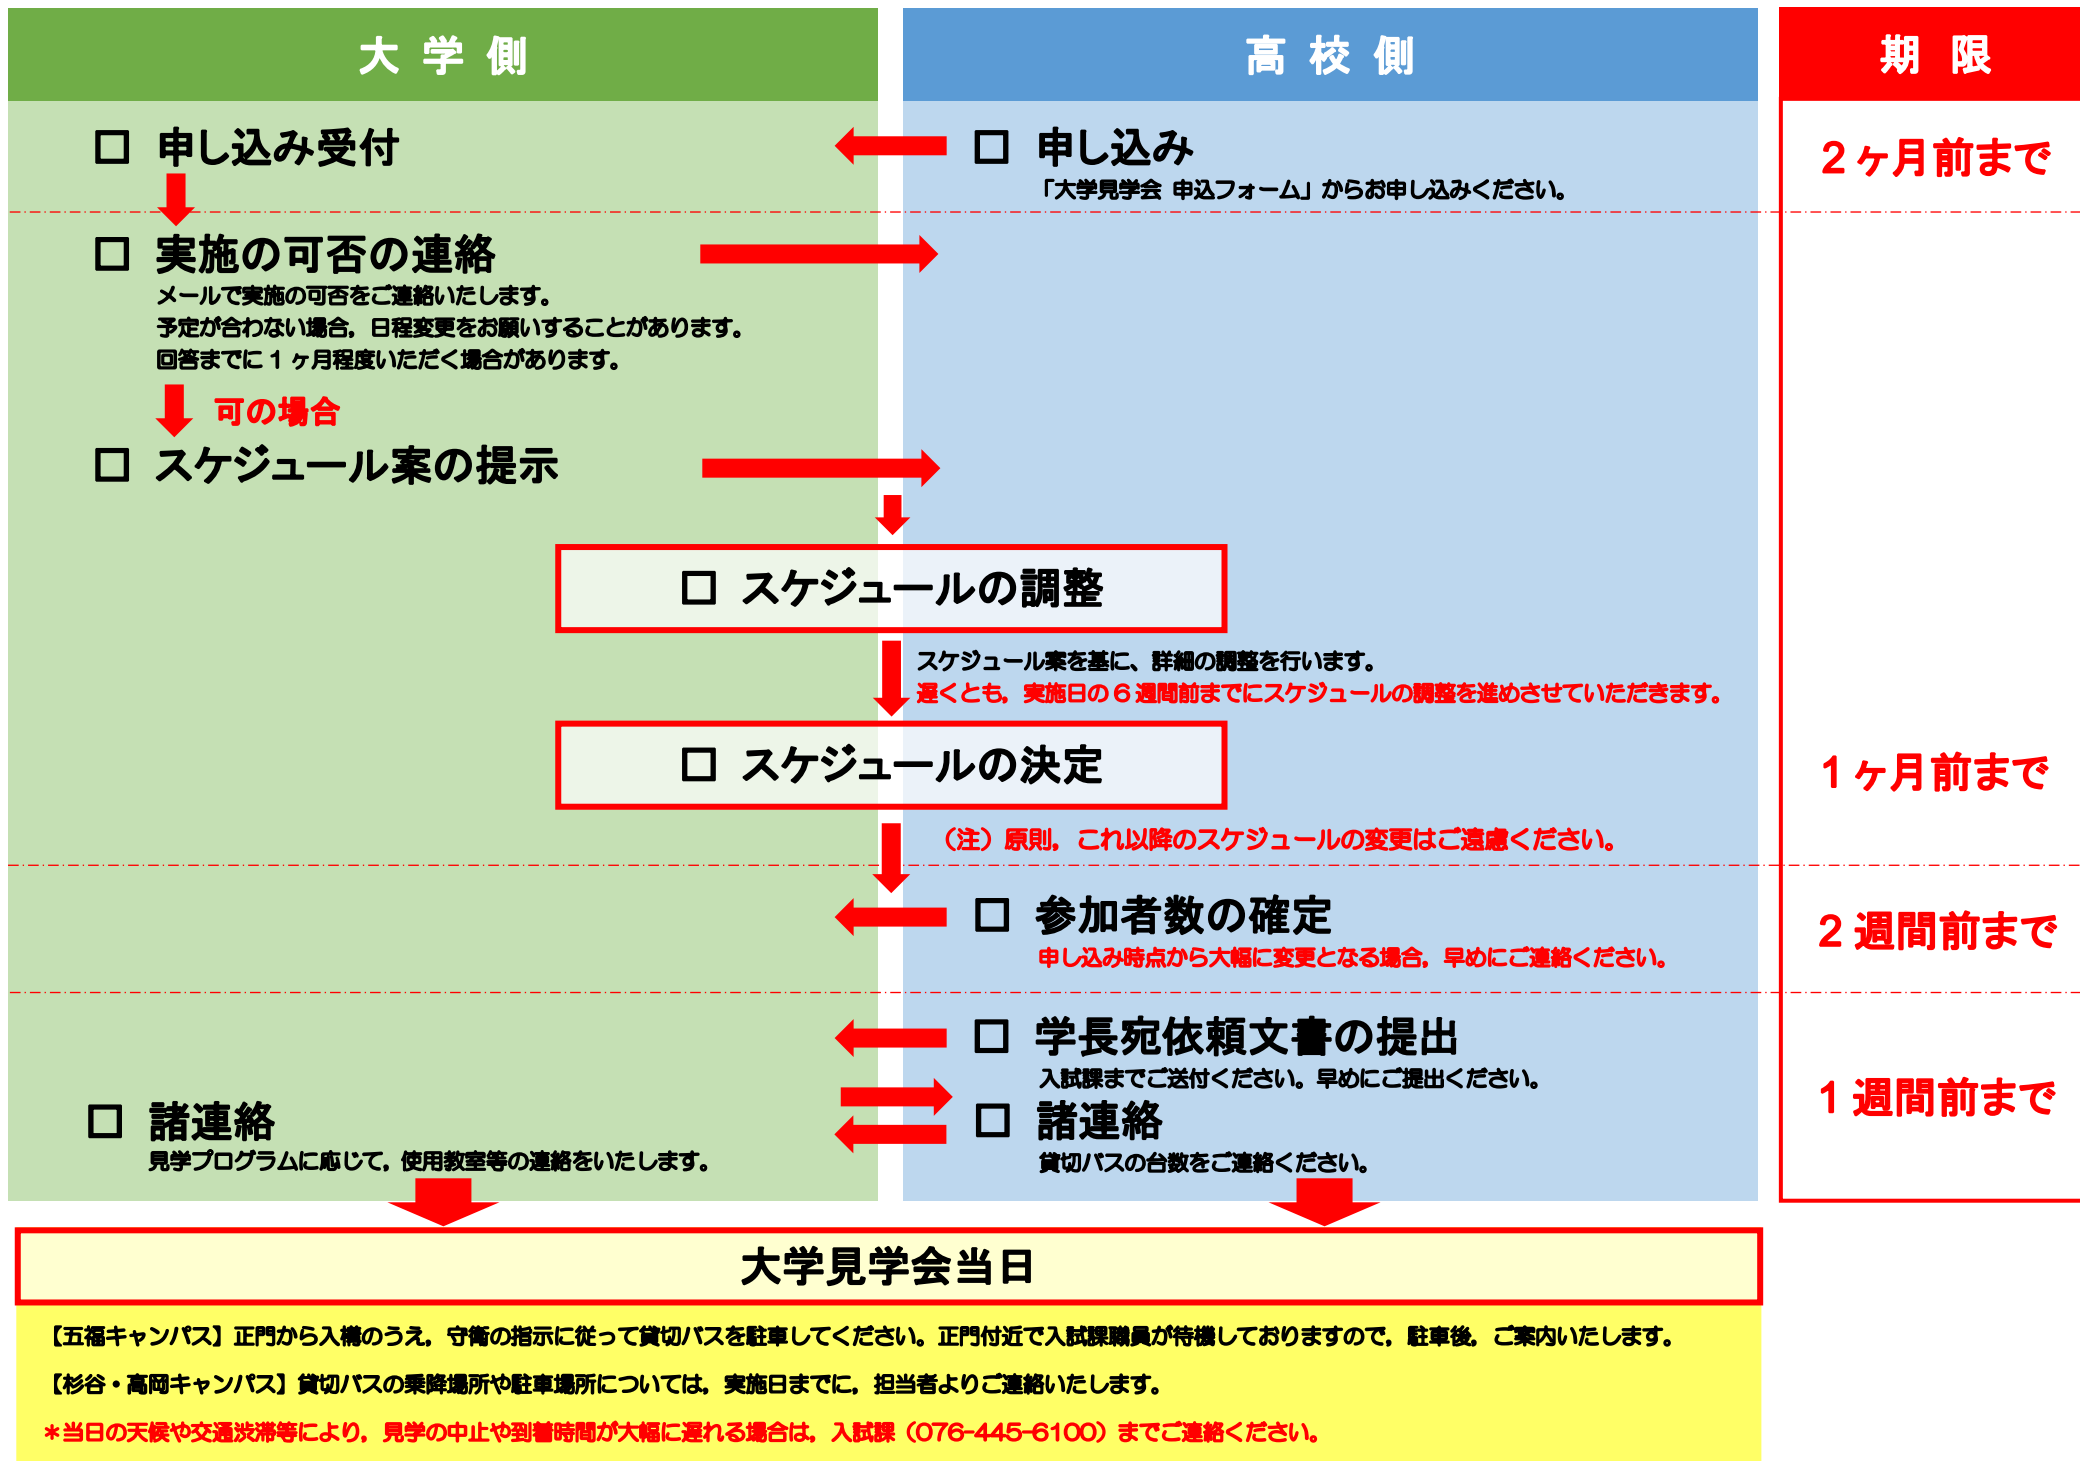 大学側
高校側
期限
□ 申し込み受付
□ 申し込み
「大学見学会 申込フォーム」からお申し込みください。
2ヶ月前まで
□ 実施の可否の連絡
メールで実施の可否をご連絡いたします。
予定が合わない場合，日程変更をお願いすることがあります。
回答までに1ヶ月程度いただく場合があります。
可の場合
□ スケジュール案の提示
□ スケジュールの調整
スケジュール案を基に、詳細の調整を行います。
遅くとも，実施日の6週間前までにスケジュールの調整を進めさせていただきます。
□ スケジュールの決定
1ヶ月前まで
（注）原則，これ以降のスケジュールの変更はご遠慮ください。
□ 参加者数の確定
申し込み時点から大幅に変更となる場合，早めにご連絡ください。
2週間前まで
□ 学長宛依頼文書の提出
入試課までご送付ください。早めにご提出ください。
1週間前まで
□ 諸連絡
見学プログラムに応じて，使用教室等の連絡をいたします。
□ 諸連絡
貸切バスの台数をご連絡ください。
大学見学会当日
【五福キャンパス】正門から入構のうえ，守衛の指示に従って貸切バスを駐車してください。正門付近で入試課職員が待機しておりますので，駐車後，ご案内いたします。
【杉谷・高岡キャンパス】貸切バスの乗降場所や駐車場所については，実施日までに，担当者よりご連絡いたします。
＊当日の天候や交通渋滞等により，見学の中止や到着時間が大幅に遅れる場合は，入試課（076-445-6100）までご連絡ください。